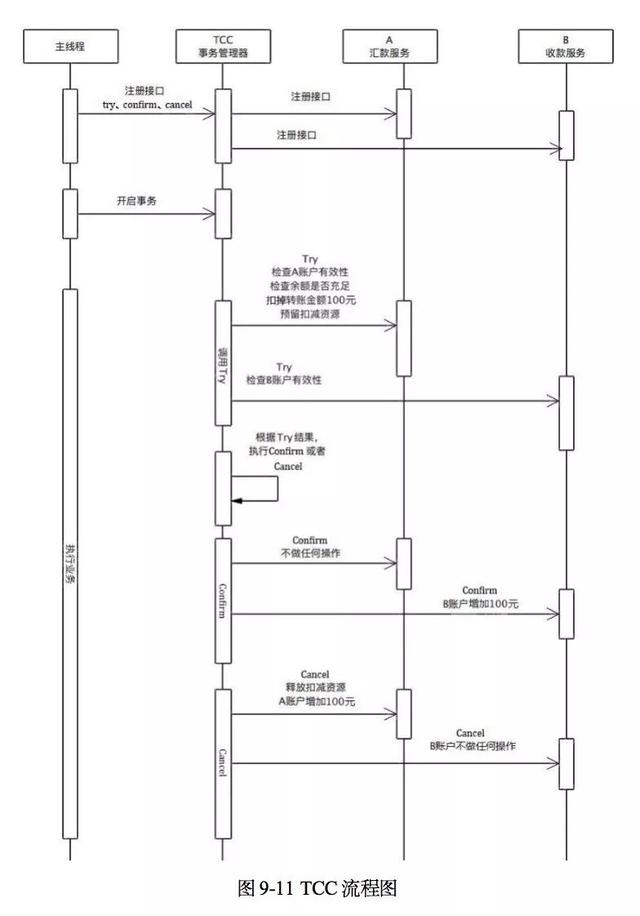 主线程
TCC
事务管理器
A
汇款服务
B
收款服务
注册接口
try、confirm、cancel
注册接口
注册接口
开启事务
Try
检查A账户有效性
检查余额是否充足
扣掉转账金额100元
预留扣减资源
调用Try
Try
检查B账户有效性
根据Try结果，
执行Confirm 或者
Cancel
执行业务
Confirm
不做任何操作
Confirm
Confirm
B账户增加100元
Cancel
释放扣减资源
A账户增加100元
Cancel
Cancel
B账户不做任何操作
图 9-11 TCC 流程图